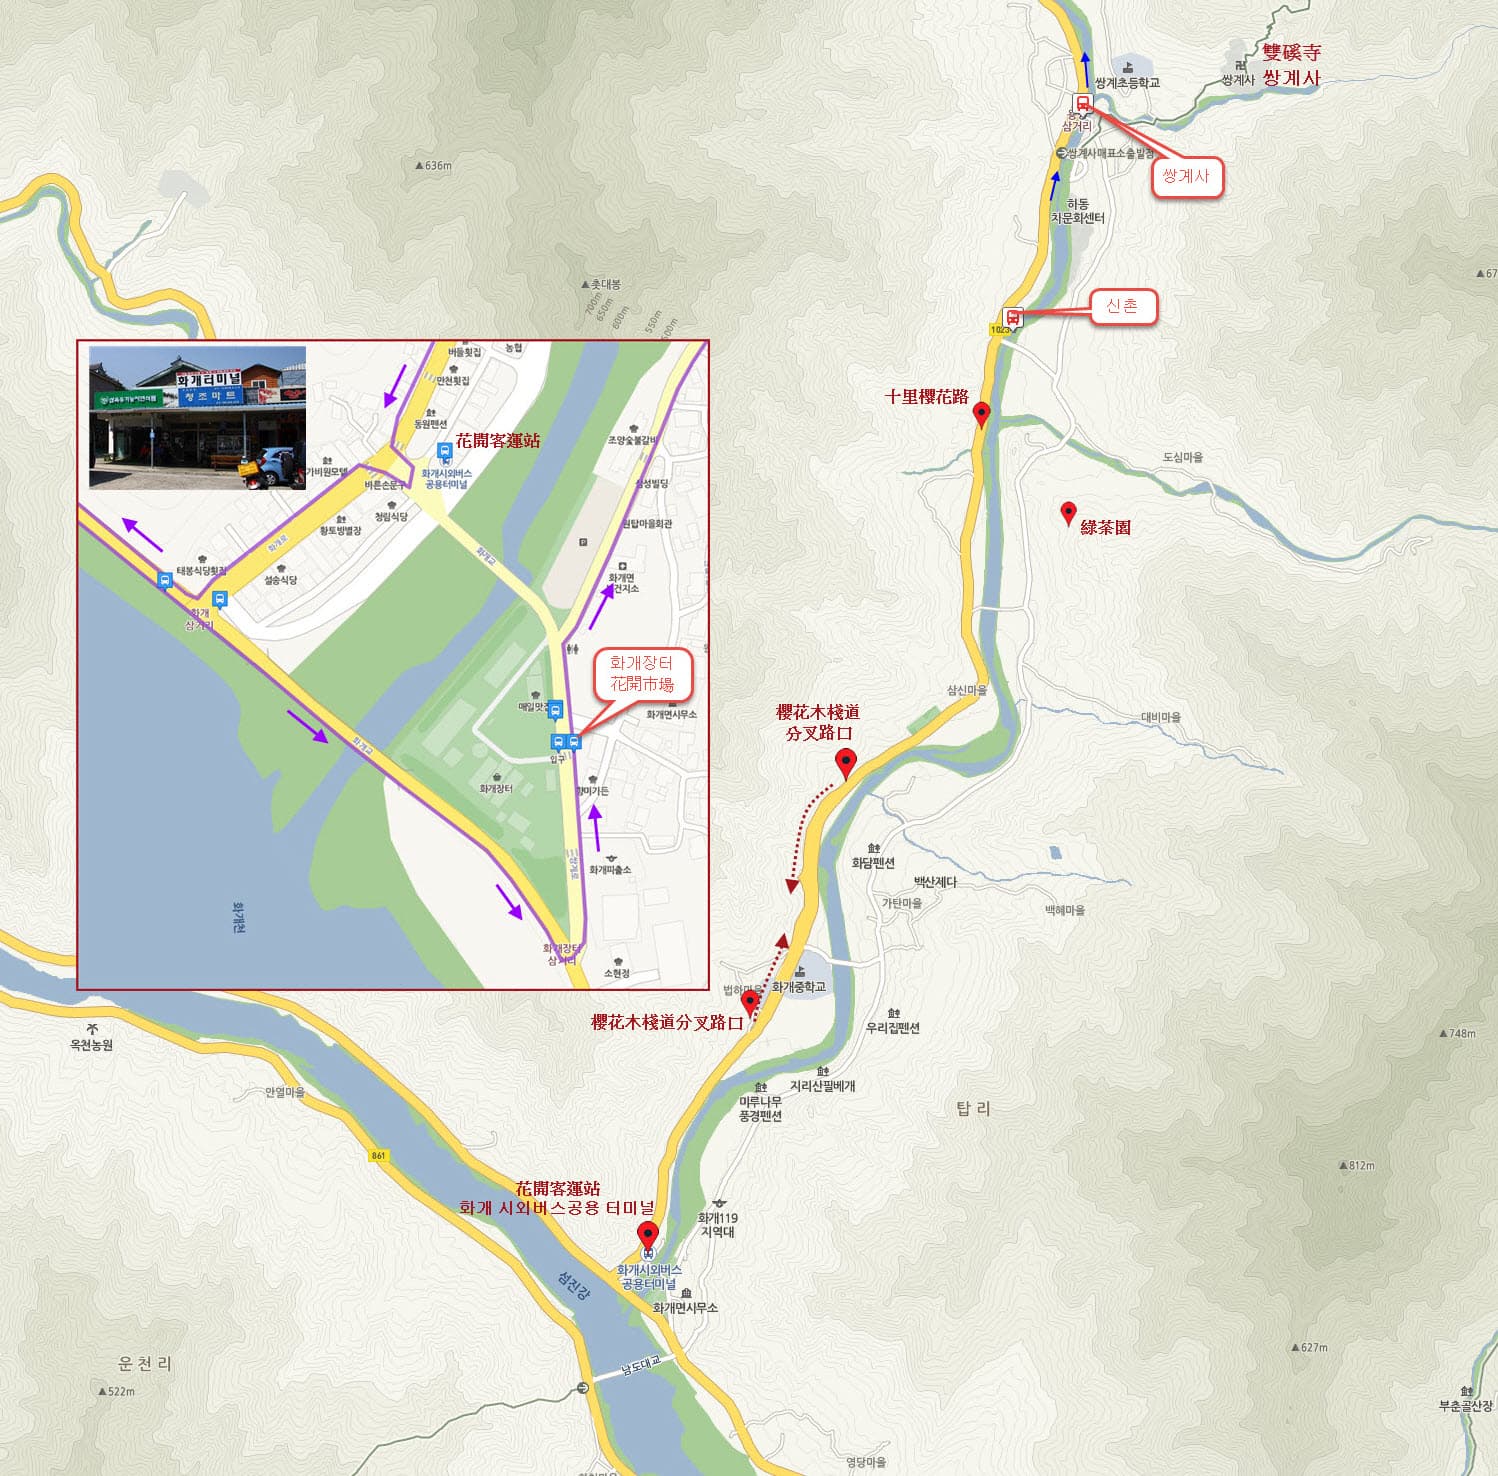 雙磎寺
쌍계사
쌍계사
쌍계초등학교
삼거리
쌍계사매표소출발점
쌍계사
▲636m
하동
차문화센터
▲67
▲촛대봉
700m
650m
600m
550m
500m
신촌
1023
十里櫻花路
도심마을
綠茶園
화개터미널
청조마트
버들횟집
농협
만천횟집
동원펜션
花開客運站
화개시외버스
공용터미널
조양숯불갈비
가비원모텔
바른손문구
삼성빌딩
청림식당
황토방별장
원탑마을회관
화개로
화개교
P
태봉식당횟집
설송식당
화개면
보건지소
화개
삼거리
화개장터
花開市場
매일맛집
화개면사무소
화개교
입구
화개장터
쌍계로
화개파출소
화개천
화개장터
삼거리
소현정
삼신마을
대비마을
櫻花木棧道
分叉路口
화담펜션
백산제다
가탄마을
백혜마을
법하마을
화개중학교
櫻花木棧道分叉路口
우리집펜션
옥천농원
▲748m
안열마을
지리산필베개
미루나무
풍경펜션
탑리
861
▲812m
花開客運站
화개 시외버스공용 터미널
화개119
지역대
화개시외버스
공용터미널
섬진강
화개면사무소
운천리
▲522m
남도대교
▲627m
부춘골산장
영당마을